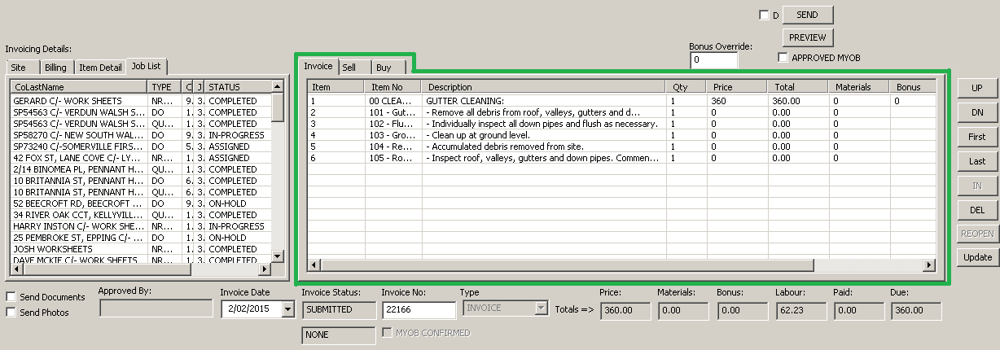 D SEND
PREVIEW
Bonus Override:
0
APPROVED MYOB
Invoicing Details:
Site Billing Item Detail Job List
CoLastName TYPE C J STATUS
GERARD C/- WORK SHEETS NR... 9. 3. COMPLETED
SP54563 C/- VERDUN WALSH S... DO 1. 3. COMPLETED
SP54563 C/- VERDUN WALSH S... QU... 1. 3. COMPLETED
SP58270 C/- NEW SOUTH WAL... DO 9. 3. IN-PROGRESS
SP73240 C/-SOMERVILLE FIRS... DO 5. 3. ASSIGNED
42 FOX ST, LANE COVE C/- LY... NR... 1. 3. ASSIGNED
2/14 BINOMEA PL, PENNANT H... QU... 1. 3. COMPLETED
10 BRITANNIA ST, PENNANT H... DO 6. 3. COMPLETED
10 BRITANNIA ST, PENNANT H... QU... 6. 3. COMPLETED
52 BEECROFT RD, BEECROFT ... DO 9. 3. ON-HOLD
34 RIVER OAK CCT, KELLYVILL... QU... 1. 3. COMPLETED
HARRY INSTON C/- WORK SHE... NR... 1. 3. IN-PROGRESS
25 PEMBROKE ST, EPPING C/- ... DO 1. 3. ON-HOLD
JOSH WORKSHEETS NR... 1. 3. COMPLETED
DAVE MCKIE C/- WORK SHEETS NR... 1. 3. COMPLETED
Invoice Sell Buy
Item Item No Description Qty Price Total Materials Bonus
1 00 CLEA... GUTTER CLEANING: 1 360 360.00 0 0
2 101 - Gut... - Remove all debris from roof, valleys, gutters and d... 1 0 0.00 0
3 102 - Flu... - Individually inspect all down pipes and flush as necessary. 1 0 0.00 0
4 103 - Gro... - Clean up at ground level. 1 0 0.00 0
5 104 - Re... - Accumulated debris removed from site. 1 0 0.00 0
6 105 - Ro... - Inspect roof, valleys, gutters and down pipes. Commen... 1 0 0.00 0
UP
DN
First
Last
IN
DEL
REOPEN
Update
Send Documents
Send Photos
Approved By:
Invoice Date
2/02/2015
Invoice Status:
SUBMITTED
NONE
Invoice No:
22166
MYOB CONFIRMED
Type
INVOICE
Totals =>
Price: Materials: Bonus: Labour: Paid: Due:
360.00 0.00 0.00 62.23 0.00 360.00